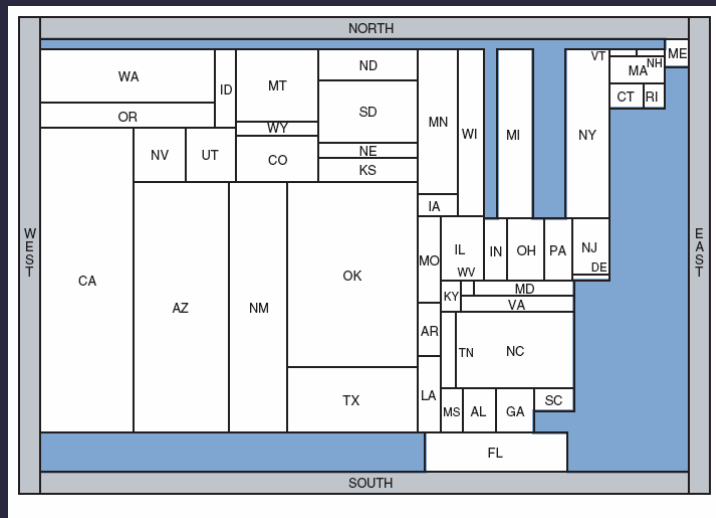 NORTH
ME
VT
NH
MA
WA
ID
MT
ND
SD
MN
WI
MI
NY
CT
RI
OR
WY
NV
UT
CO
NE
KS
IA
WEST
EAST
MO
IL
WV
IN
OH
PA
NJ
DE
CA
AZ
NM
OK
KY
MD
VA
AR
TN
NC
TX
LA
MS
AL
GA
SC
FL
SOUTH